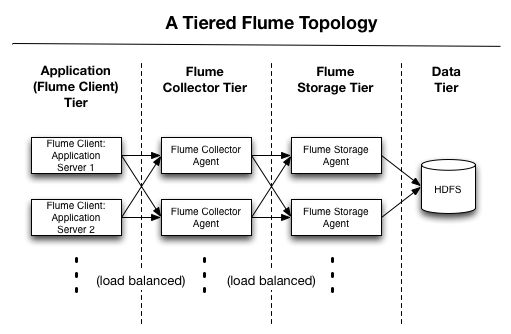 A Tiered Flume Topology
Application
(Flume Client)
Tier
Flume
Collector Tier
Flume
Storage Tier
Data
Tier
Flume Client:
Application
Server 1
Flume Collector
Agent
Flume Storage
Agent
HDFS
Flume Client:
Application
Server 2
Flume Collector
Agent
Flume Storage
Agent
(load balanced)
(load balanced)